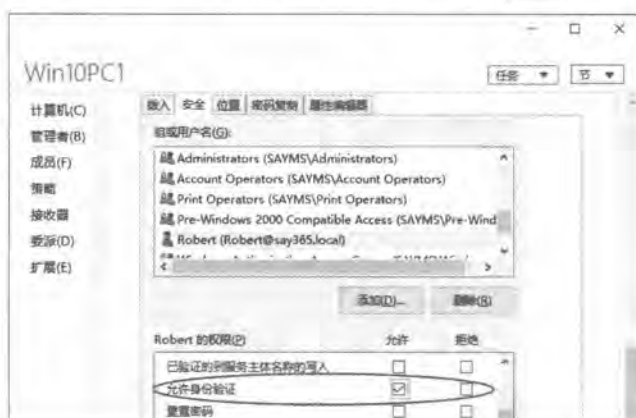 Win10PC1
任务
节
计算机(C)
管理者(B)
成员(F)
策略
接收器
委派(D)
扩展(E)
拨入 安全 位置 密码复制 属性编辑器
组或用户名(G):
Administrators (SAYMS\Administrators)
Account Operators (SAYMS\Account Operators)
Print Operators (SAYMS\Print Operators)
Pre-Windows 2000 Compatible Access (SAYMS\Pre-Wind
Robert (Robert@say365.local)
添加(D)... 删除(R)
Robert 的权限(P) 允许 拒绝
已验证的到服务主体名称的写入
允许身份验证
重置密码